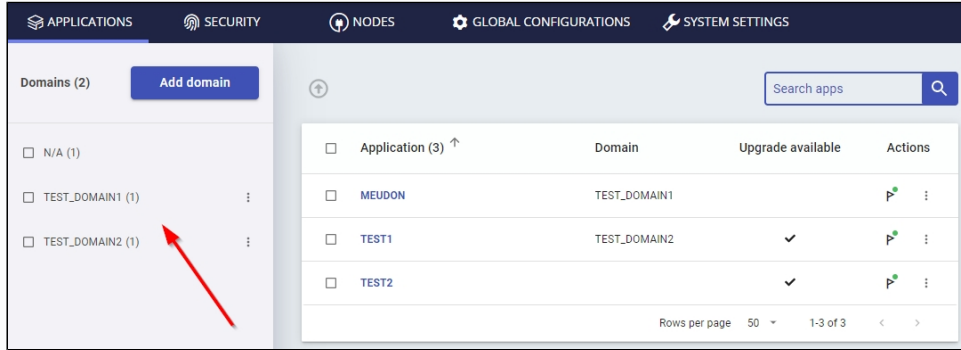 APPLICATIONS SECURITY NODES GLOBAL CONFIGURATIONS SYSTEM SETTINGS
Domains (2) Add domain
Search apps
N/A (1)
TEST_DOMAIN1 (1)
TEST_DOMAIN2 (1)
Application (3) Domain Upgrade available Actions
MEUDON TEST_DOMAIN1
TEST1 TEST_DOMAIN2
TEST2
Rows per page 50 1-3 of 3